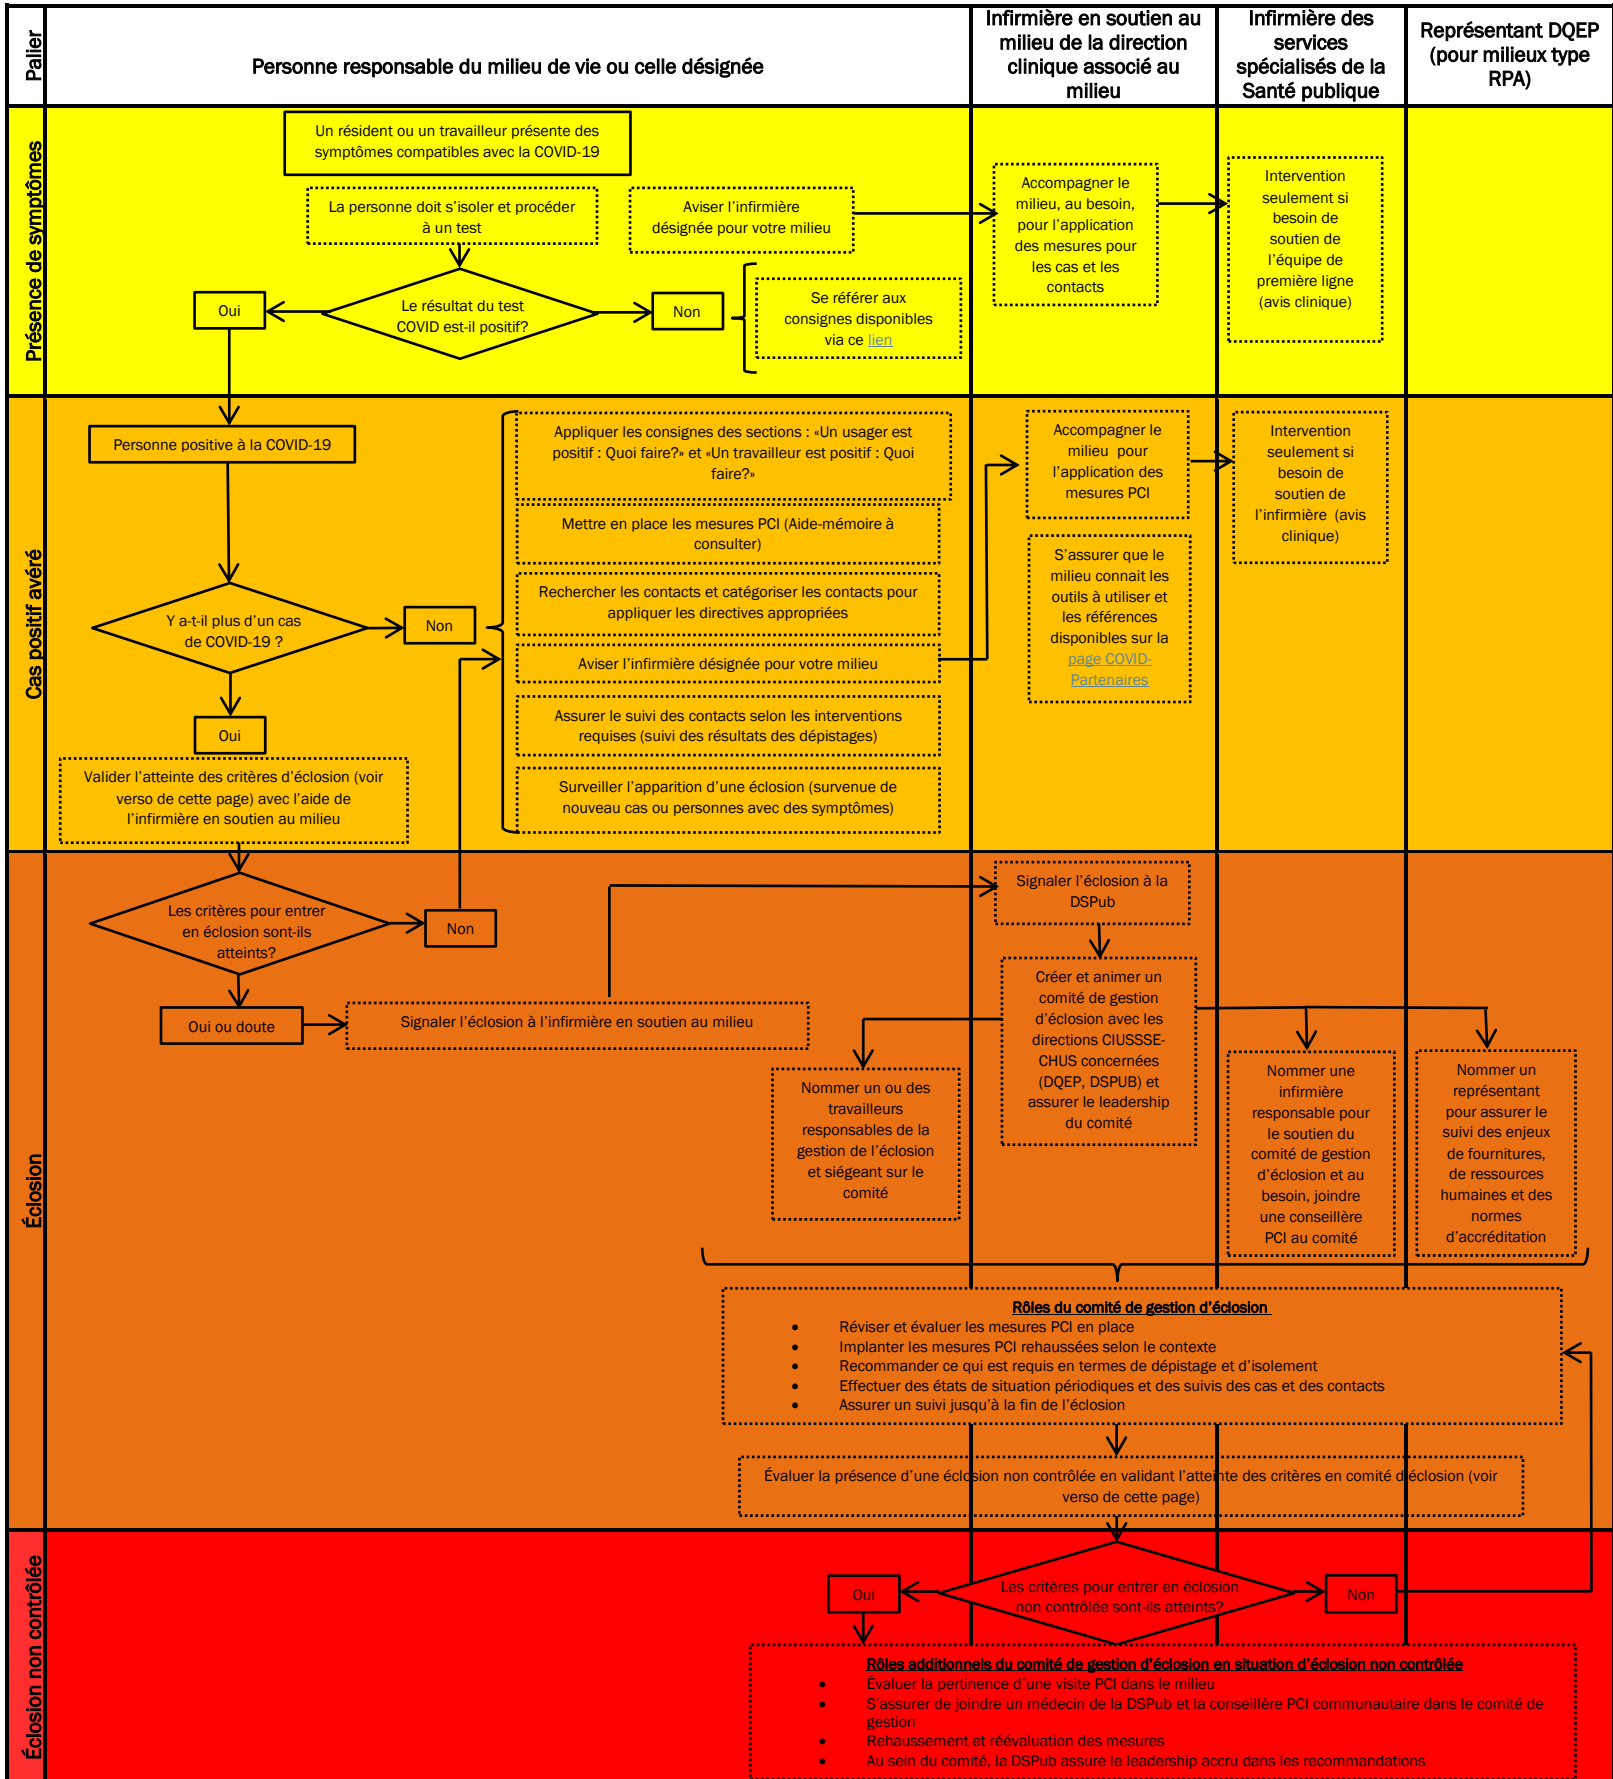 Palier
Personne responsable du milieu de vie ou celle désignée
Infirmière en soutien au
milieu de la direction
clinique associé au
milieu
Infirmière des
services
spécialisés de la
Santé publique
Représentant DQEP
(pour milieux type
RPA)
Présence de symptômes
Un résident ou un travailleur présente des
symptômes compatibles avec la COVID-19
La personne doit s’isoler et procéder
à un test
Aviser l’infirmière
désignée pour votre milieu
Accompagner le
milieu, au besoin,
pour l’application
des mesures pour
les cas et les
contacts
Intervention
seulement si
besoin de
soutien de
l’équipe de
première ligne
(avis clinique)
Oui
Le résultat du test
COVID est-il positif?
Non
Se référer aux
consignes disponibles
via ce lien
Cas positif avéré
Personne positive à la COVID-19
Appliquer les consignes des sections : «Un usager est
positif : Quoi faire?» et «Un travailleur est positif : Quoi
faire?»
Mettre en place les mesures PCI (Aide-mémoire à
consulter)
Rechercher les contacts et catégoriser les contacts pour
appliquer les directives appropriées
Aviser l’infirmière désignée pour votre milieu
Assurer le suivi des contacts selon les interventions
requises (suivi des résultats des dépistages)
Surveiller l’apparition d’une éclosion (survenue de
nouveau cas ou personnes avec des symptômes)
Accompagner le
milieu pour
l’application des
mesures PCI
S’assurer que le
milieu connait les
outils à utiliser et
les références
disponibles sur la
page COVID-
Partenaires
Intervention
seulement si
besoin de
soutien de
l’infirmière (avis
clinique)
Y a-t-il plus d’un cas
de COVID-19 ?
Non
Oui
Valider l’atteinte des critères d’éclosion (voir
verso de cette page) avec l’aide de
l’infirmière en soutien au milieu
Éclosion
Les critères pour entrer
en éclosion sont-ils
atteints?
Non
Oui ou doute
Signaler l’éclosion à l’infirmière en soutien au milieu
Signaler l’éclosion à la
DSPub
Créer et animer un
comité de gestion
d’éclosion avec les
directions CIUSSSE-
CHUS concernées
(DQEP, DSPUB) et
assurer le leadership
du comité
Nommer un ou des
travailleurs
responsables de la
gestion de l’éclosion
et siégeant sur le
comité
Nommer une
infirmière
responsable pour
le soutien du
comité de gestion
d’éclosion et au
besoin, joindre
une conseillère
PCI au comité
Nommer un
représentant
pour assurer le
suivi des enjeux
de fournitures,
de ressources
humaines et des
normes
d’accréditation
Rôles du comité de gestion d’éclosion
• Réviser et évaluer les mesures PCI en place
• Implanter les mesures PCI rehaussées selon le contexte
• Recommander ce qui est requis en termes de dépistage et d’isolement
• Effectuer des états de situation périodiques et des suivis des cas et des contacts
• Assurer un suivi jusqu’à la fin de l’éclosion
Évaluer la présence d’une éclosion non contrôlée en validant l’atteinte des critères en comité d’éclosion (voir
verso de cette page)
Éclosion non contrôlée
Oui
Les critères pour entrer en éclosion
non contrôlée sont-ils atteints?
Non
Rôles additionnels du comité de gestion d’éclosion en situation d’éclosion non contrôlée
• Évaluer la pertinence d’une visite PCI dans le milieu
• S’assurer de joindre un médecin de la DSPub et la conseillère PCI communautaire dans le comité de
gestion
• Rehaussement et réévaluation des mesures
• Au sein du comité, la DSPub assure le leadership accru dans les recommandations